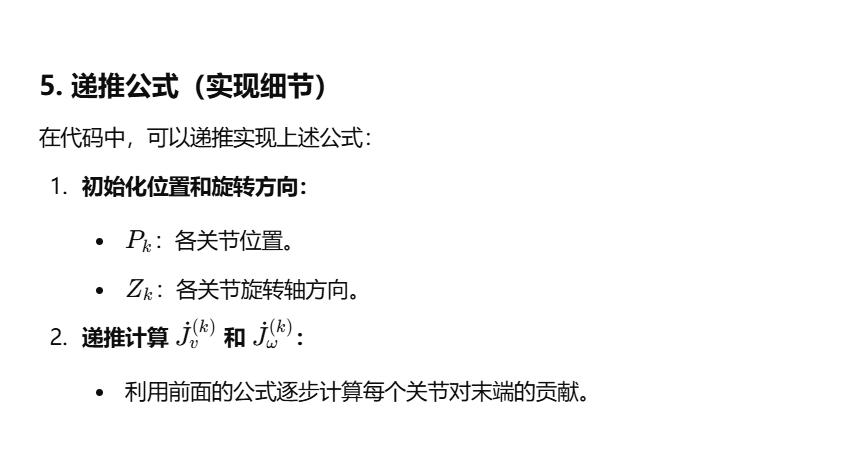 5. 递推公式（实现细节）
在代码中，可以递推实现上述公式：
1. 初始化位置和旋转方向：
• $P_k$：各关节位置。
• $Z_k$：各关节旋转轴方向。
2. 递推计算 $\dot{J}_v^{(k)}$ 和 $\dot{J}_\omega^{(k)}$：
• 利用前面的公式逐步计算每个关节对末端的贡献。